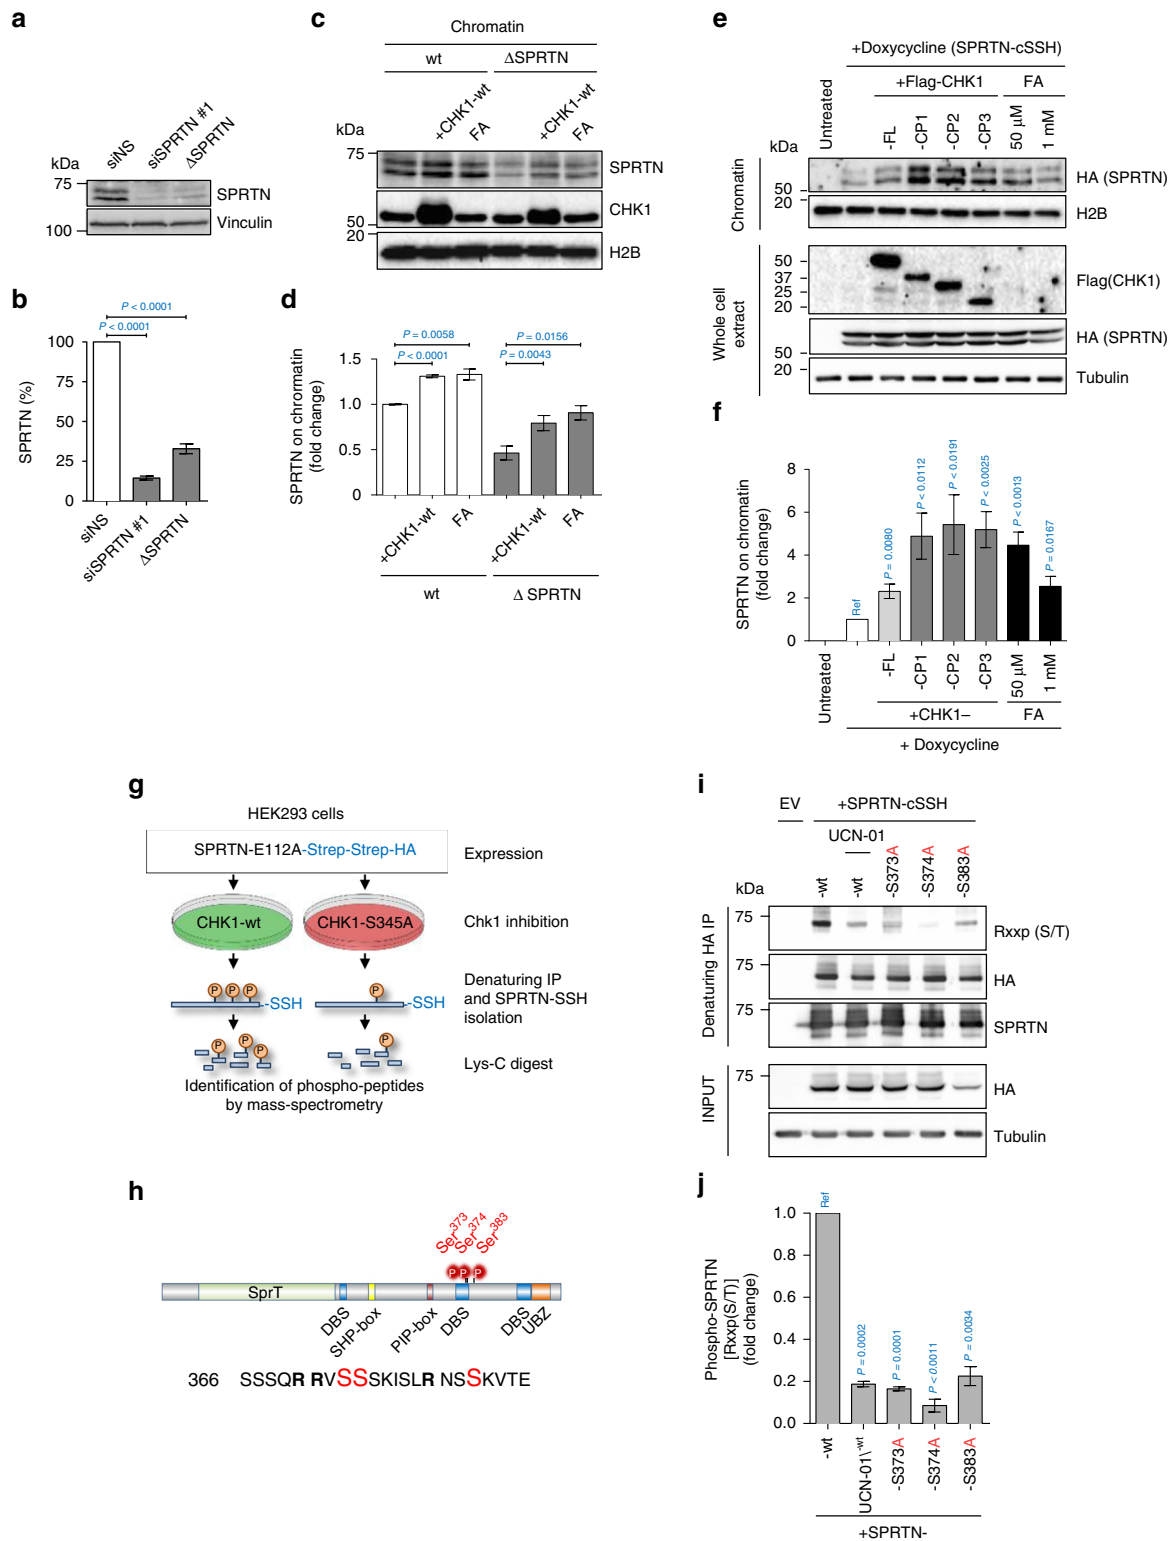 a
kDa
siNS
siSPRTN #1
ΔSPRTN
75
SPRTN
Vinculin
100
b
P < 0.0001
P < 0.0001
SPRTN (%)
100
75
50
25
0
siNS
siSPRTN #1
ΔSPRTN
c
Chromatin
wt
ΔSPRTN
+CHK1-wt
FA
+CHK1-wt
FA
kDa
75
SPRTN
50
CHK1
20
H2B
d
P = 0.0058
P < 0.0001
P = 0.0156
P = 0.0043
SPRTN on chromatin
(fold change)
1.5
1.0
0.5
0
+CHK1-wt
FA
+CHK1-wt
FA
wt
Δ SPRTN
e
+Doxycycline (SPRTN-cSSH)
+Flag-CHK1
FA
Untreated
-FL
-CP1
-CP2
-CP3
50 µM
1 mM
kDa
Chromatin
50
HA (SPRTN)
20
H2B
Whole cell
extract
50
37
25
20
Flag(CHK1)
50
HA (SPRTN)
20
Tubulin
f
SPRTN on chromatin
(fold change)
8
6
4
2
0
Ref
P = 0.0080
P < 0.0112
P < 0.0191
P < 0.0025
P < 0.0013
P = 0.0167
Untreated
-FL
-CP1
-CP2
-CP3
50 µM
1 mM
+CHK1–
FA
+ Doxycycline
g
HEK293 cells
SPRTN-E112A-Strep-Strep-HA
Expression
CHK1-wt
CHK1-S345A
Chk1 inhibition
P P P
P
-SSH
-SSH
Denaturing IP
and SPRTN-SSH
isolation
P P P
P
Lys-C digest
Identification of phospho-peptides
by mass-spectrometry
h
Ser373
Ser374
Ser383
P P P
SprT
DBS
SHP-box
PIP-box
DBS
DBS
UBZ
366 SSSQR RVSSSKISLR NSSKVTE
i
EV
+SPRTN-cSSH
UCN-01
-wt
-wt
-S373A
-S374A
-S383A
kDa
Denaturing HA IP
75
Rxxp (S/T)
75
HA
75
SPRTN
INPUT
75
HA
Tubulin
j
Phospho-SPRTN
[Rxxp(S/T)]
(fold change)
1.0
0.8
0.6
0.4
0.2
0.0
Ref
P = 0.0002
P = 0.0001
P < 0.0011
P = 0.0034
-wt
UCN-01\-wt
-S373A
-S374A
-S383A
+SPRTN-